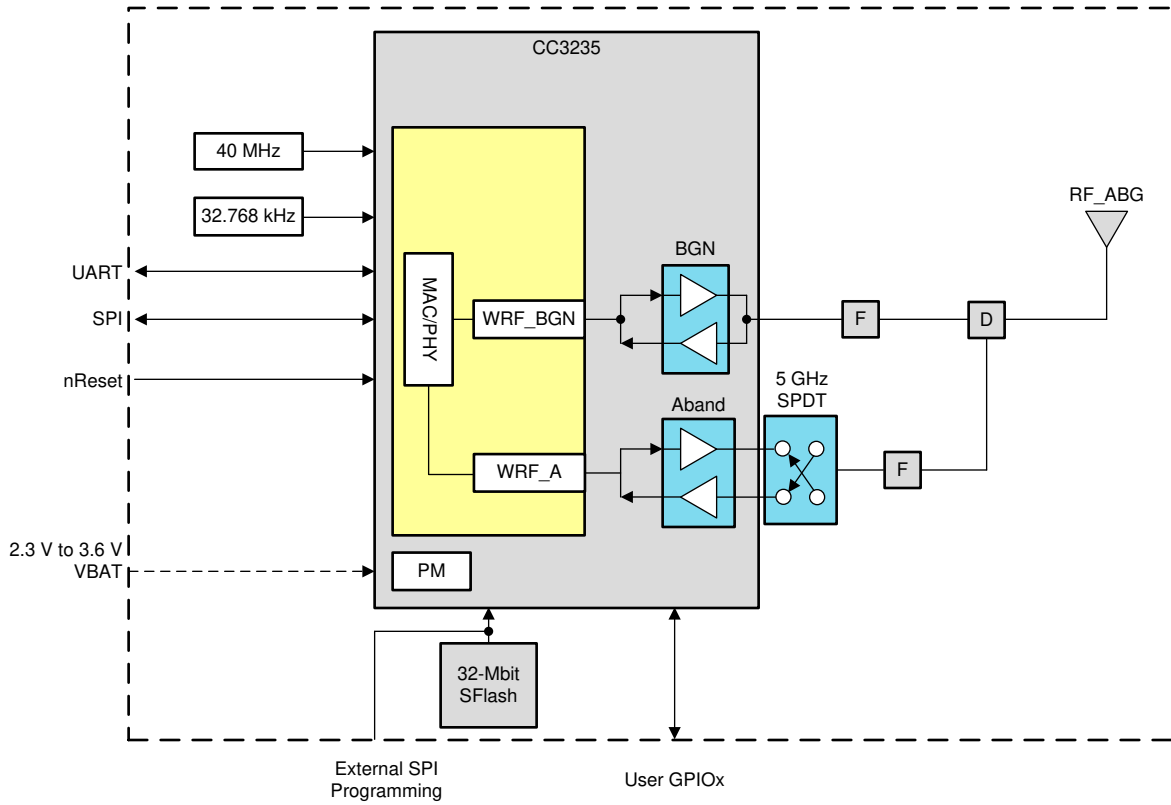 CC3235
40 MHz
32.768 kHz
UART
SPI
nReset
2.3 V to 3.6 V
VBAT
MAC/PHY
WRF_BGN
WRF_A
PM
BGN
Aband
5 GHz
SPDT
F
F
D
RF_ABG
32-Mbit
SFlash
External SPI
Programming
User GPIOx